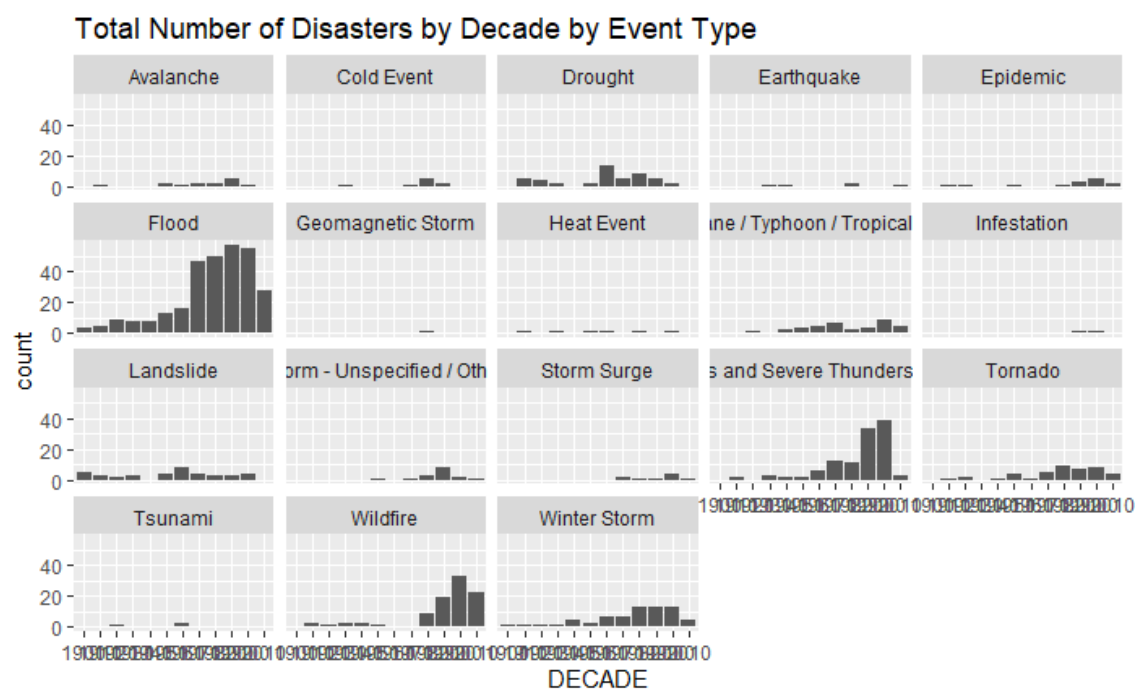 Total Number of Disasters by Decade by Event Type
Avalanche Cold Event Drought Earthquake Epidemic
40
20
0
Flood Geomagnetic Storm Heat Event ane / Typhoon / Tropical Infestation
40
20
0
count
Landslide orm - Unspecified / Oth Storm Surge s and Severe Thunders Tornado
40
20
0
Tsunami Wildfire Winter Storm
40
20
0
DECADE